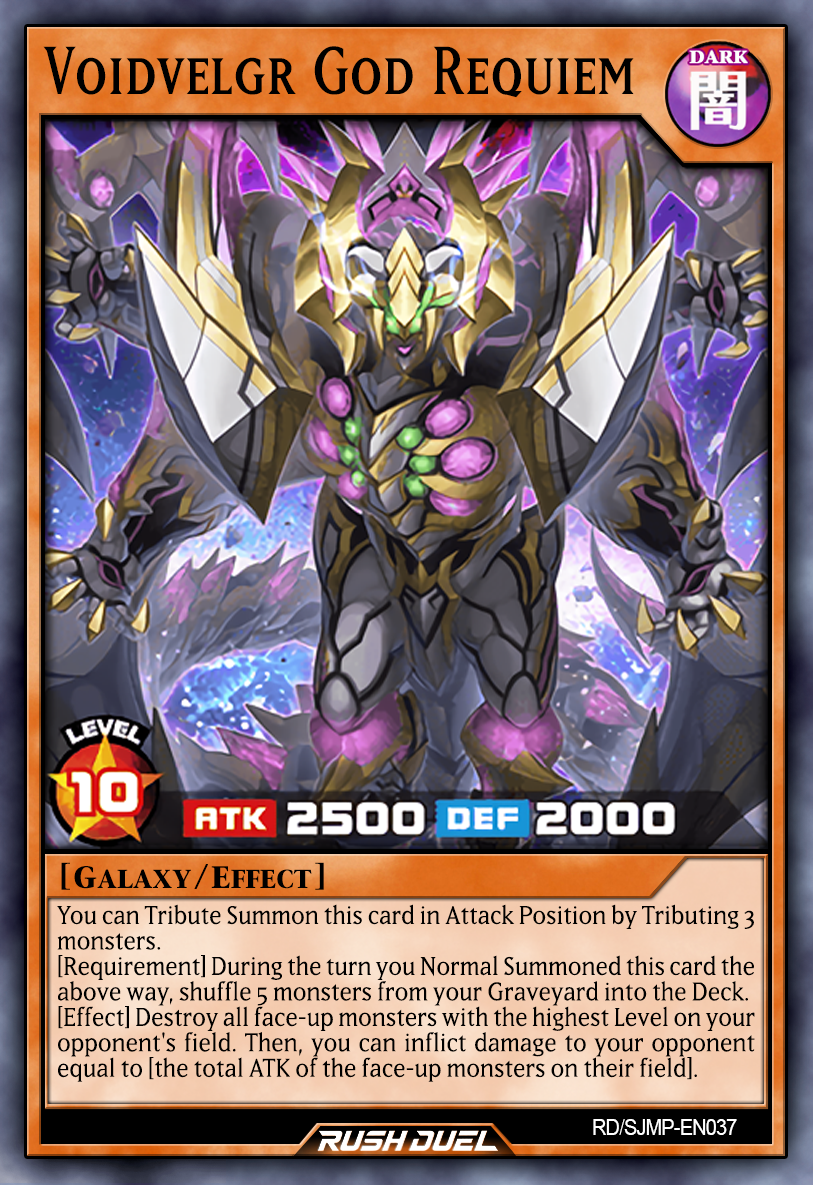 Voidvelgr God Requiem
DARK
闇
LEVEL
10
ATK 2500 DEF 2000
[Galaxy/Effect]
You can Tribute Summon this card in Attack Position by Tributing 3
monsters.
[Requirement] During the turn you Normal Summoned this card the
above way, shuffle 5 monsters from your Graveyard into the Deck.
[Effect] Destroy all face-up monsters with the highest Level on your
opponent's field. Then, you can inflict damage to your opponent
equal to [the total ATK of the face-up monsters on their field].
RD/SJMP-EN037
RUSH DUEL